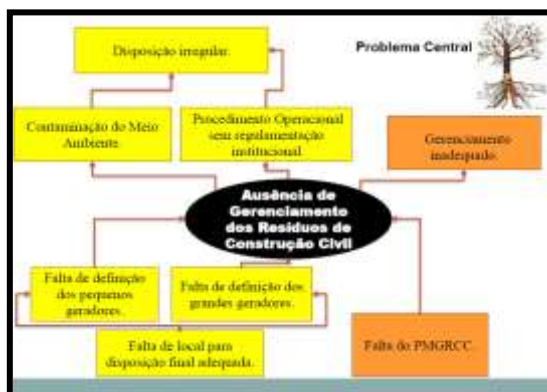 Problema Central
Disposição irregular.
Contaminação do Meio
Ambiente.
Procedimento Operacional
sem regulamentação
institucional
Gerenciamento
inadequado.
Ausência de
Gerenciamento
dos Resíduos de
Construção Civil
Falta de definição
dos pequenos
geradores.
Falta de definição dos
grandes geradores.
Falta de local para
disposição final adequada.
Falta do PMGRCC.